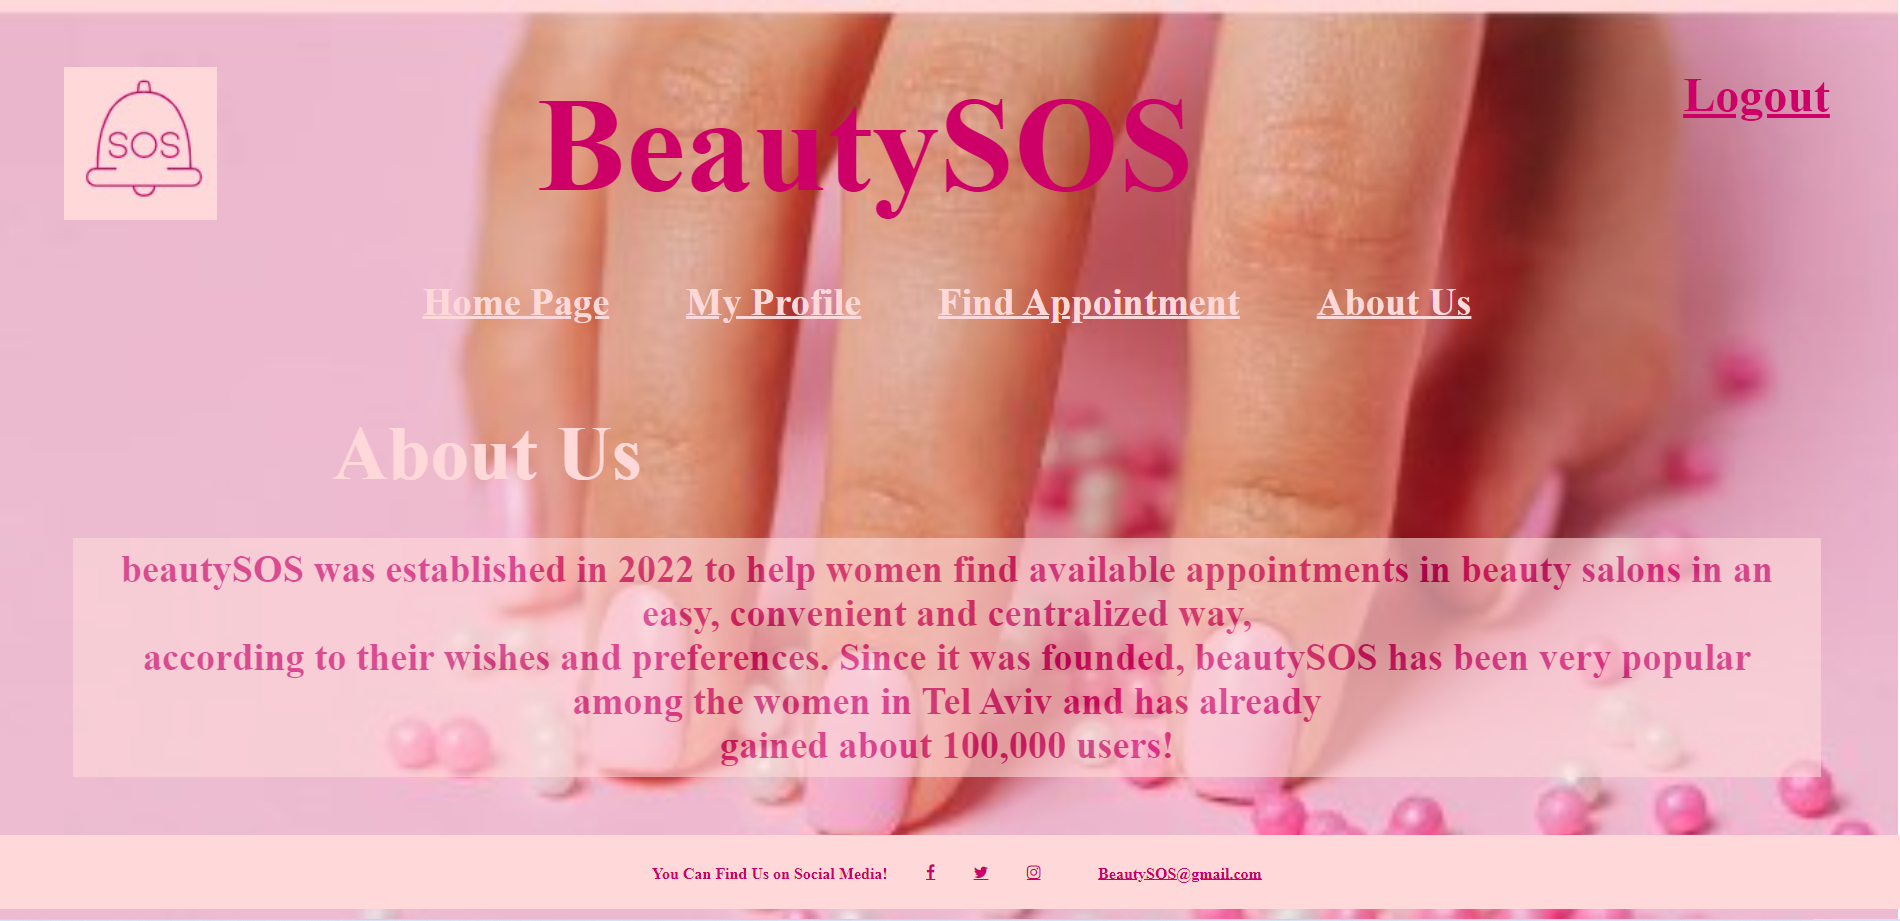 SOS
BeautySOS
Logout
Home Page My Profile Find Appointment About Us
About Us
beautySOS was established in 2022 to help women find available appointments in beauty salons in an
easy, convenient and centralized way,
according to their wishes and preferences. Since it was founded, beautySOS has been very popular
among the women in Tel Aviv and has already
gained about 100,000 users!
You Can Find Us on Social Media! BeautySOS@gmail.com